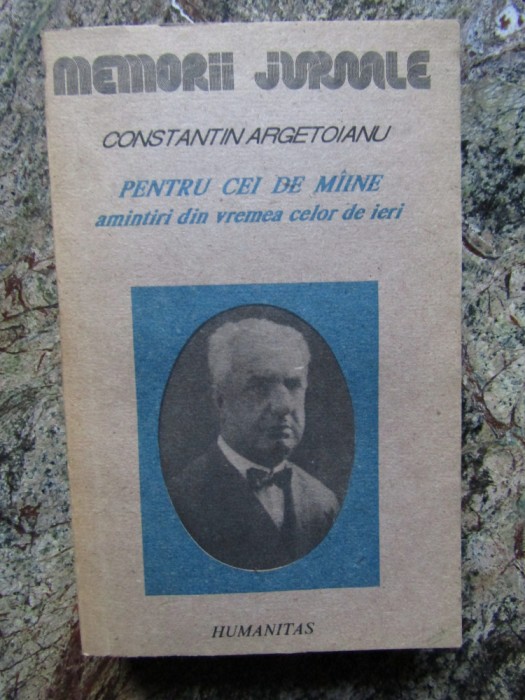 MEMORII JURNALE
CONSTANTIN ARGETOIANU
PENTRU CEI DE MÎINE
amintiri din vremea celor de ieri
HUMANITAS